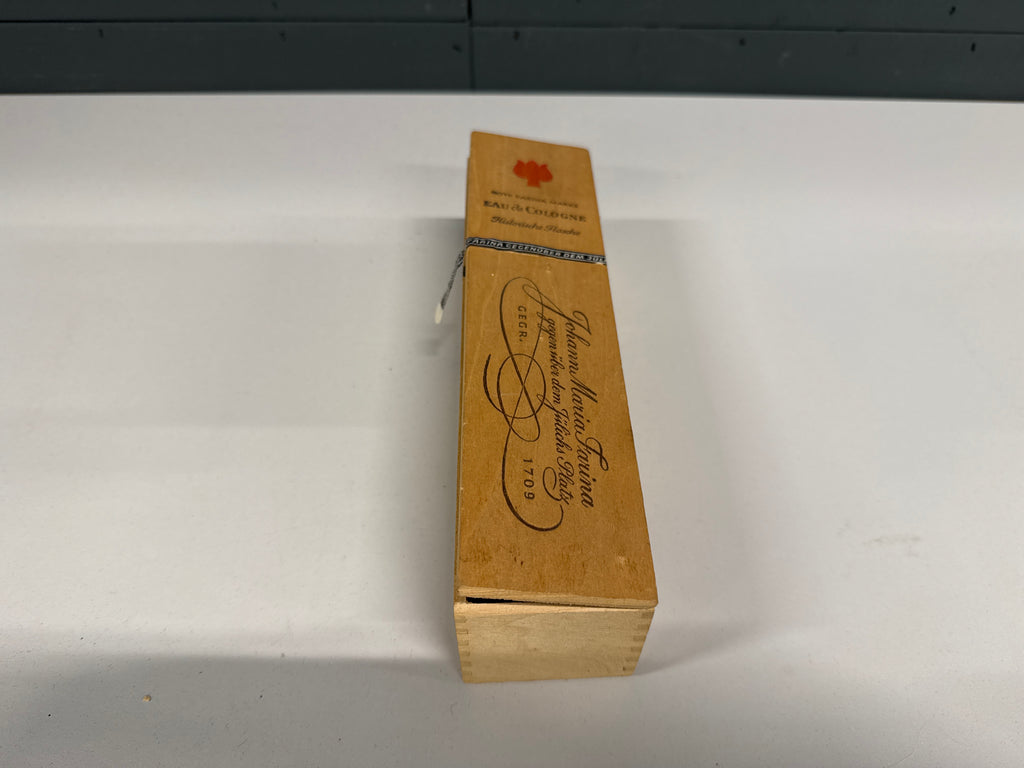 ROTE FARINA MARKE
EAU de COLOGNE
Historische Flasche
FARINA GEGENÜBER DEM JÜL
Johann Maria Farina
gegenüber dem Jülichs Platz
GEGR. 1709